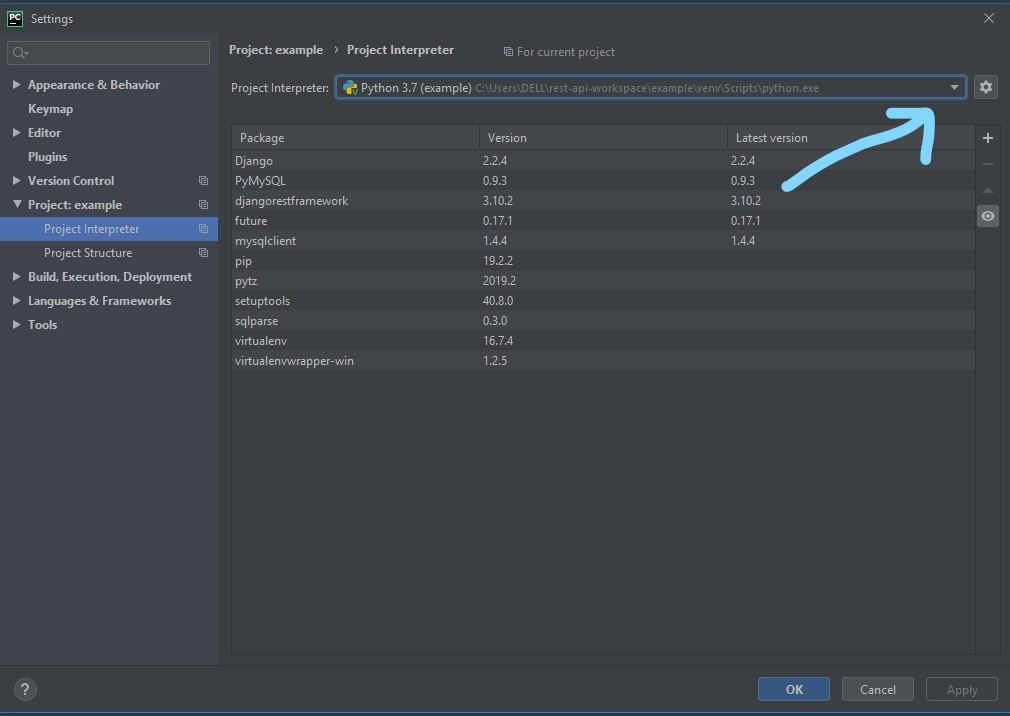 PC Settings
Project: example › Project Interpreter For current project
Appearance & Behavior
Keymap
Editor
Plugins
Version Control
Project: example
Project Interpreter
Project Structure
Build, Execution, Deployment
Languages & Frameworks
Tools
Project Interpreter: Python 3.7 (example) C:\Users\DELL\rest-api-workspace\example\venv\Scripts\python.exe
Package Version Latest version
Django 2.2.4 2.2.4
PyMySQL 0.9.3 0.9.3
djangorestframework 3.10.2 3.10.2
future 0.17.1 0.17.1
mysqlclient 1.4.4 1.4.4
pip 19.2.2
pytz 2019.2
setuptools 40.8.0
sqlparse 0.3.0
virtualenv 16.7.4
virtualenvwrapper-win 1.2.5
? OK Cancel Apply